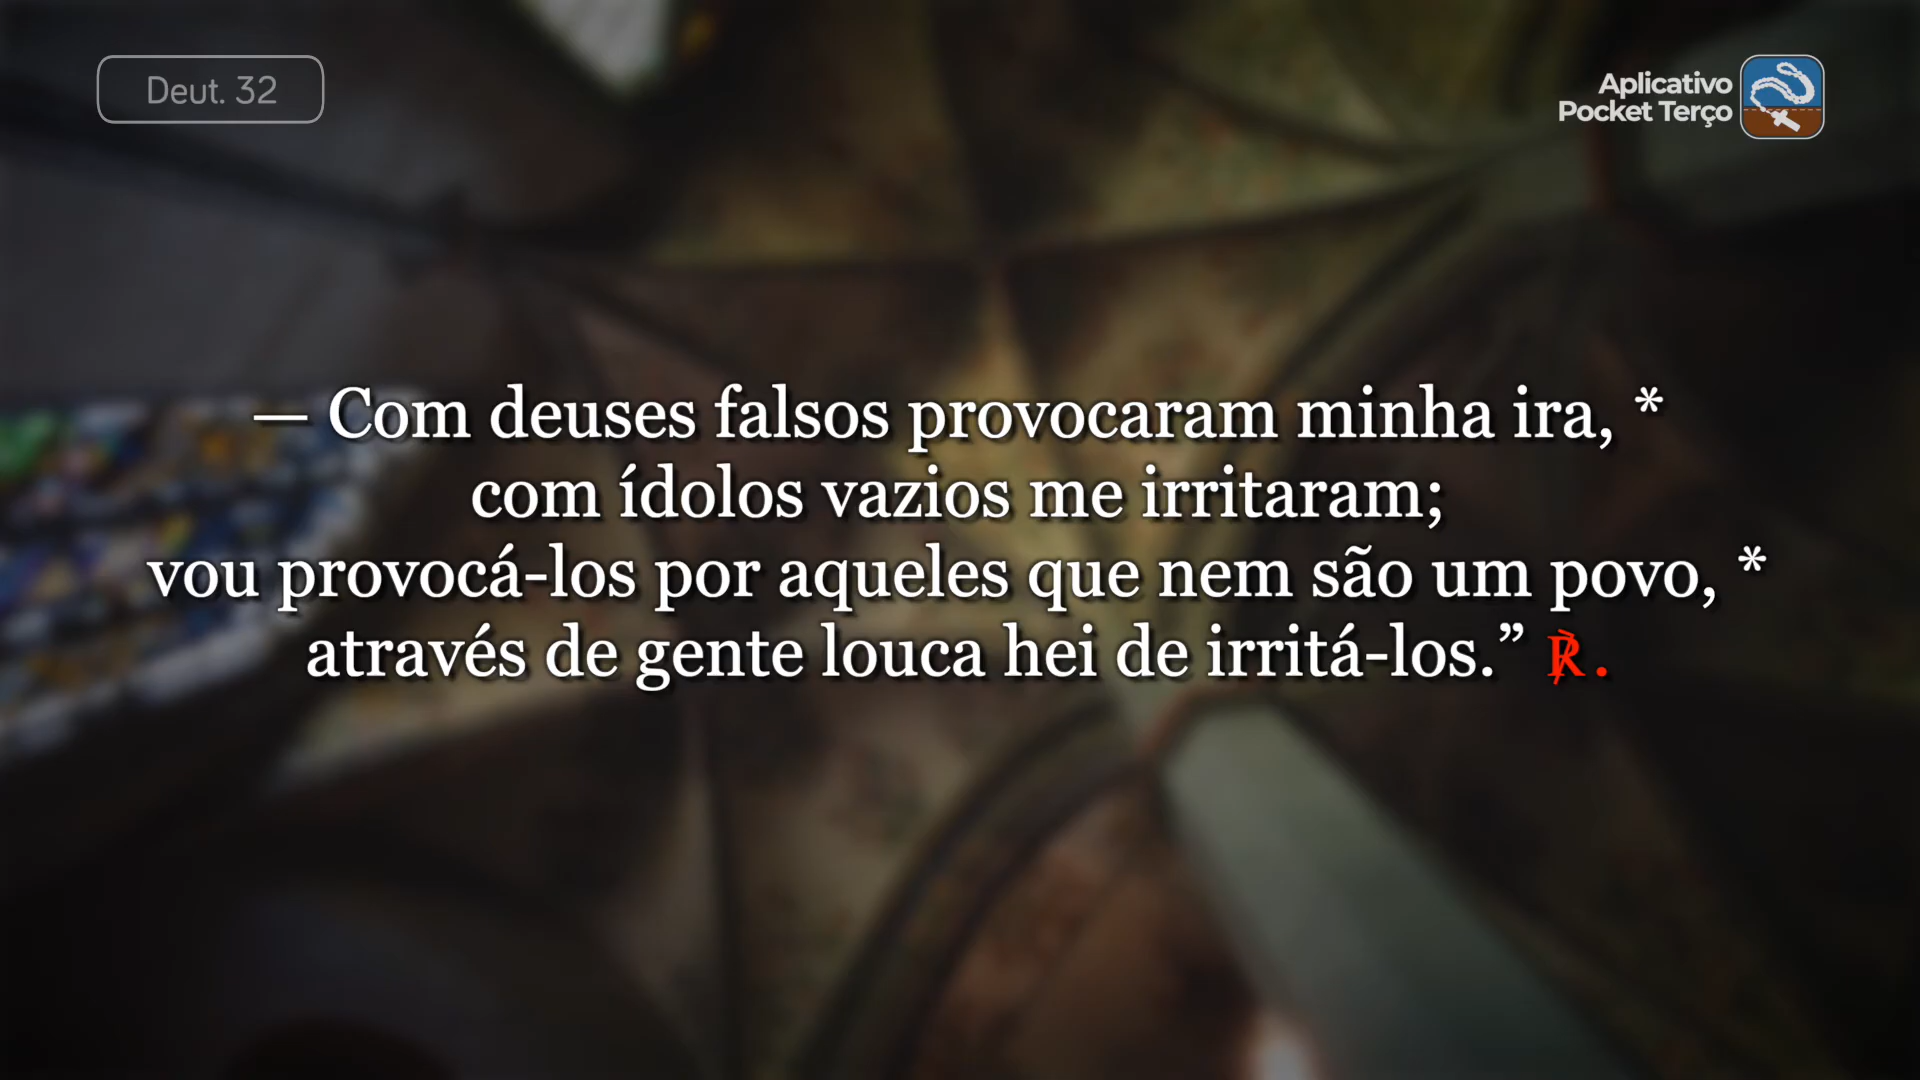 Deut. 32
Aplicativo
Pocket Terço
— Com deuses falsos provocaram minha ira, *
com ídolos vazios me irritaram;
vou provocá-los por aqueles que nem são um povo, *
através de gente louca hei de irritá-los.” ℟.